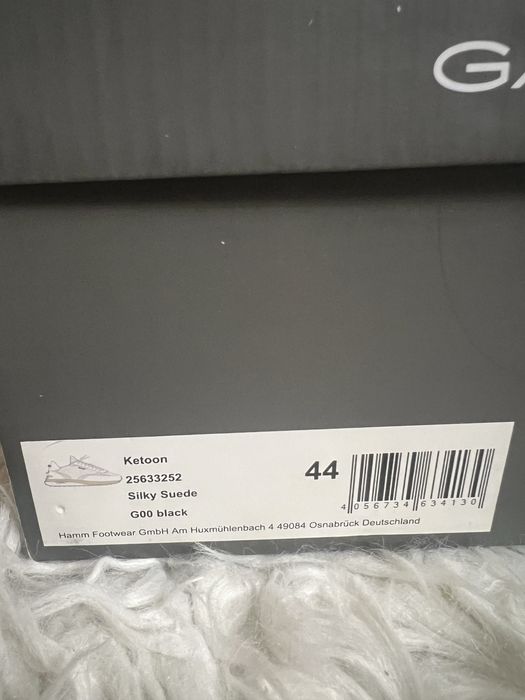 GA
Ketoon
25633252
Silky Suede
G00 black
44
4 056734 634130
Hamm Footwear GmbH Am Huxmühlenbach 4 49084 Osnabrück Deutschland